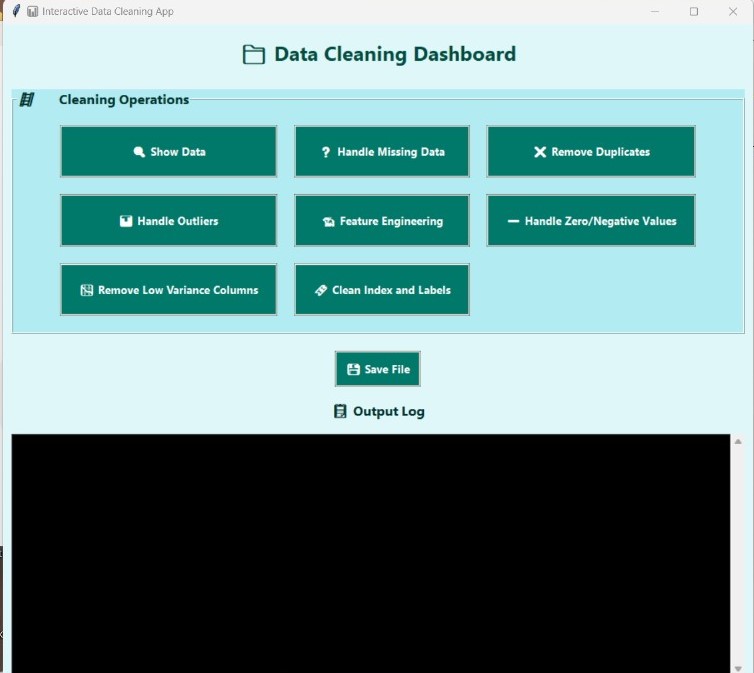 Interactive Data Cleaning App
Data Cleaning Dashboard
Cleaning Operations
Show Data
Handle Missing Data
Remove Duplicates
Handle Outliers
Feature Engineering
Handle Zero/Negative Values
Remove Low Variance Columns
Clean Index and Labels
Save File
Output Log